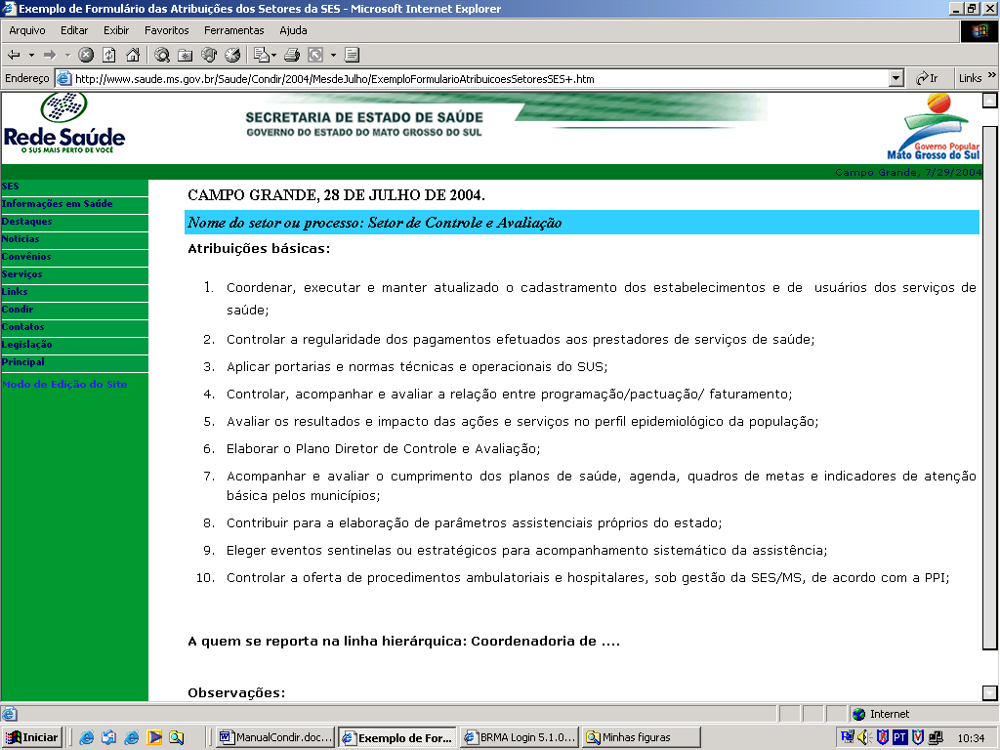 Exemplo de Formulário das Atribuições dos Setores da SES - Microsoft Internet Explorer
Arquivo Editar Exibir Favoritos Ferramentas Ajuda
Endereço http://www.saude.ms.gov.br/Saude/Condir/2004/MesdeJulho/ExemploFormularioAtribuicoesSetoresSES+.htm Ir Links »
Rede Saúde
O SUS MAIS PERTO DE VOCÊ
SECRETARIA DE ESTADO DE SAÚDE
GOVERNO DO ESTADO DO MATO GROSSO DO SUL
Governo Popular
Mato Grosso do Sul
Campo Grande, 7/29/2004
SES
Informações em Saúde
Destaques
Notícias
Convênios
Serviços
Links
Condir
Contatos
Legislação
Principal
Modo de Edição do Site
CAMPO GRANDE, 28 DE JULHO DE 2004.
Nome do setor ou processo: Setor de Controle e Avaliação
Atribuições básicas:
1. Coordenar, executar e manter atualizado o cadastramento dos estabelecimentos e de usuários dos serviços de
saúde;
2. Controlar a regularidade dos pagamentos efetuados aos prestadores de serviços de saúde;
3. Aplicar portarias e normas técnicas e operacionais do SUS;
4. Controlar, acompanhar e avaliar a relação entre programação/pactuação/ faturamento;
5. Avaliar os resultados e impacto das ações e serviços no perfil epidemiológico da população;
6. Elaborar o Plano Diretor de Controle e Avaliação;
7. Acompanhar e avaliar o cumprimento dos planos de saúde, agenda, quadros de metas e indicadores de atenção
básica pelos municípios;
8. Contribuir para a elaboração de parâmetros assistenciais próprios do estado;
9. Eleger eventos sentinelas ou estratégicos para acompanhamento sistemático da assistência;
10. Controlar a oferta de procedimentos ambulatoriais e hospitalares, sob gestão da SES/MS, de acordo com a PPI;
A quem se reporta na linha hierárquica: Coordenadoria de ....
Observações:
Internet
Iniciar ManualCondir.doc... Exemplo de For... BRMA Login 5.1.0... Minhas figuras PT 10:34